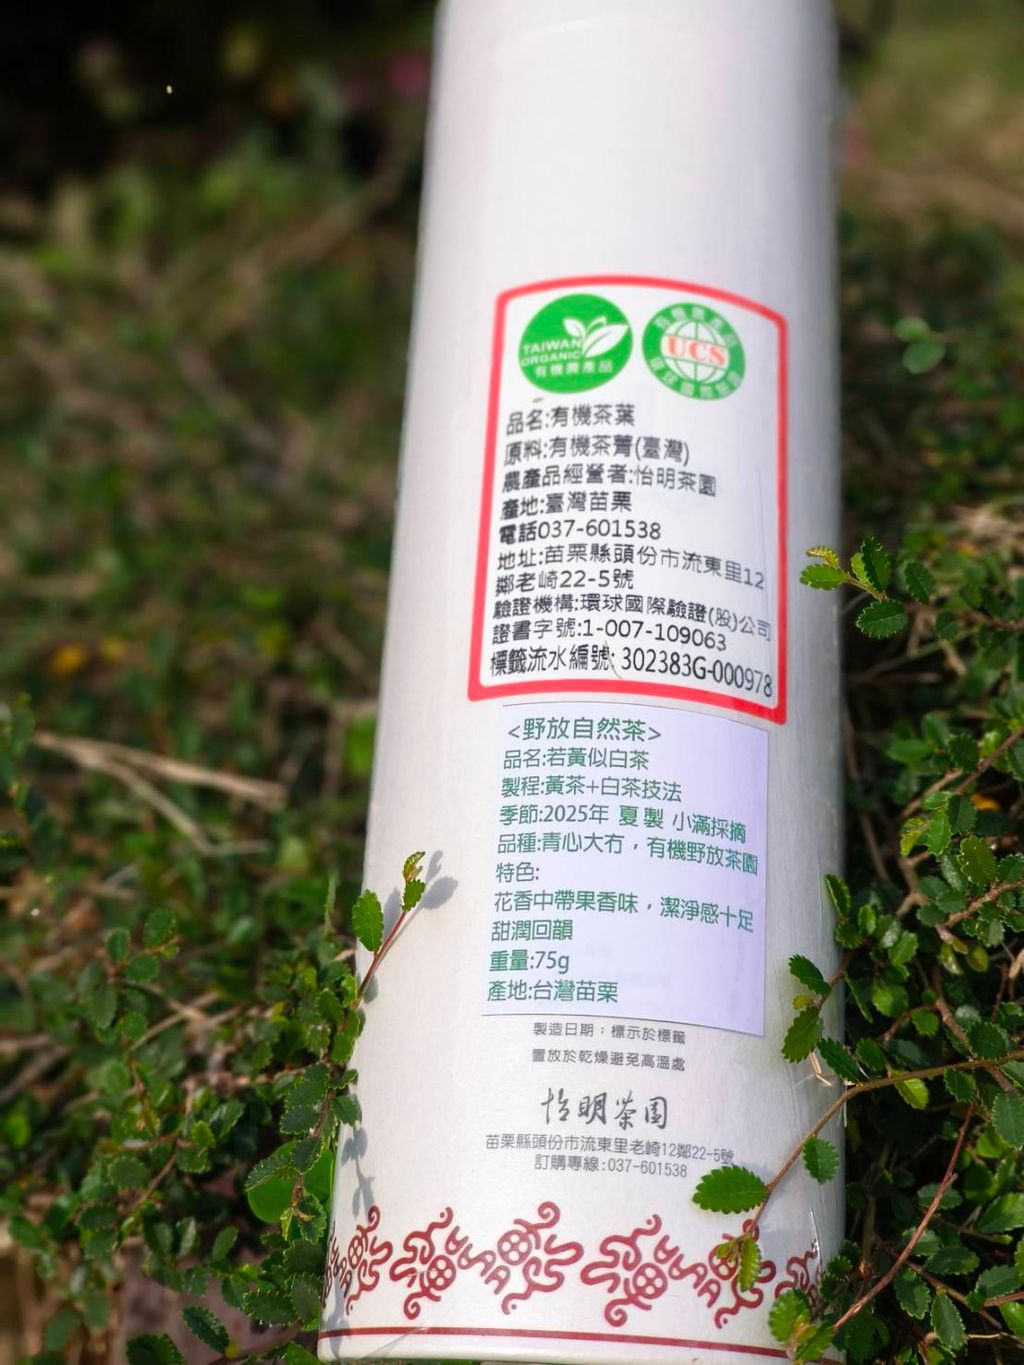 TAIWAN
ORGANIC
有機農產品
有機農產品
UCS
環球國際驗證
品名:有機茶葉
原料:有機茶菁(臺灣)
農產品經營者:怡明茶園
產地:臺灣苗栗
電話037-601538
地址:苗栗縣頭份市流東里12
鄰老崎22-5號
驗證機構:環球國際驗證(股)公司
證書字號:1-007-109063
標籤流水編號: 302383G-000978
<野放自然茶>
品名:若黃似白茶
製程:黃茶+白茶技法
季節:2025年 夏製 小滿採摘
品種:青心大冇，有機野放茶園
特色:
花香中帶果香味，潔淨感十足
甜潤回韻
重量:75g
產地:台灣苗栗
製造日期：標示於標籤
置放於乾燥避免高溫處
怡明茶園
苗栗縣頭份市流東里老崎12鄰22-5號
訂購專線:037-601538